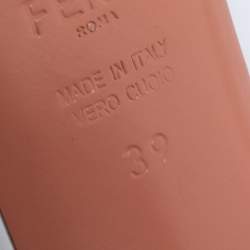 ROMA
MADE IN ITALY
VERO CUOIO
39